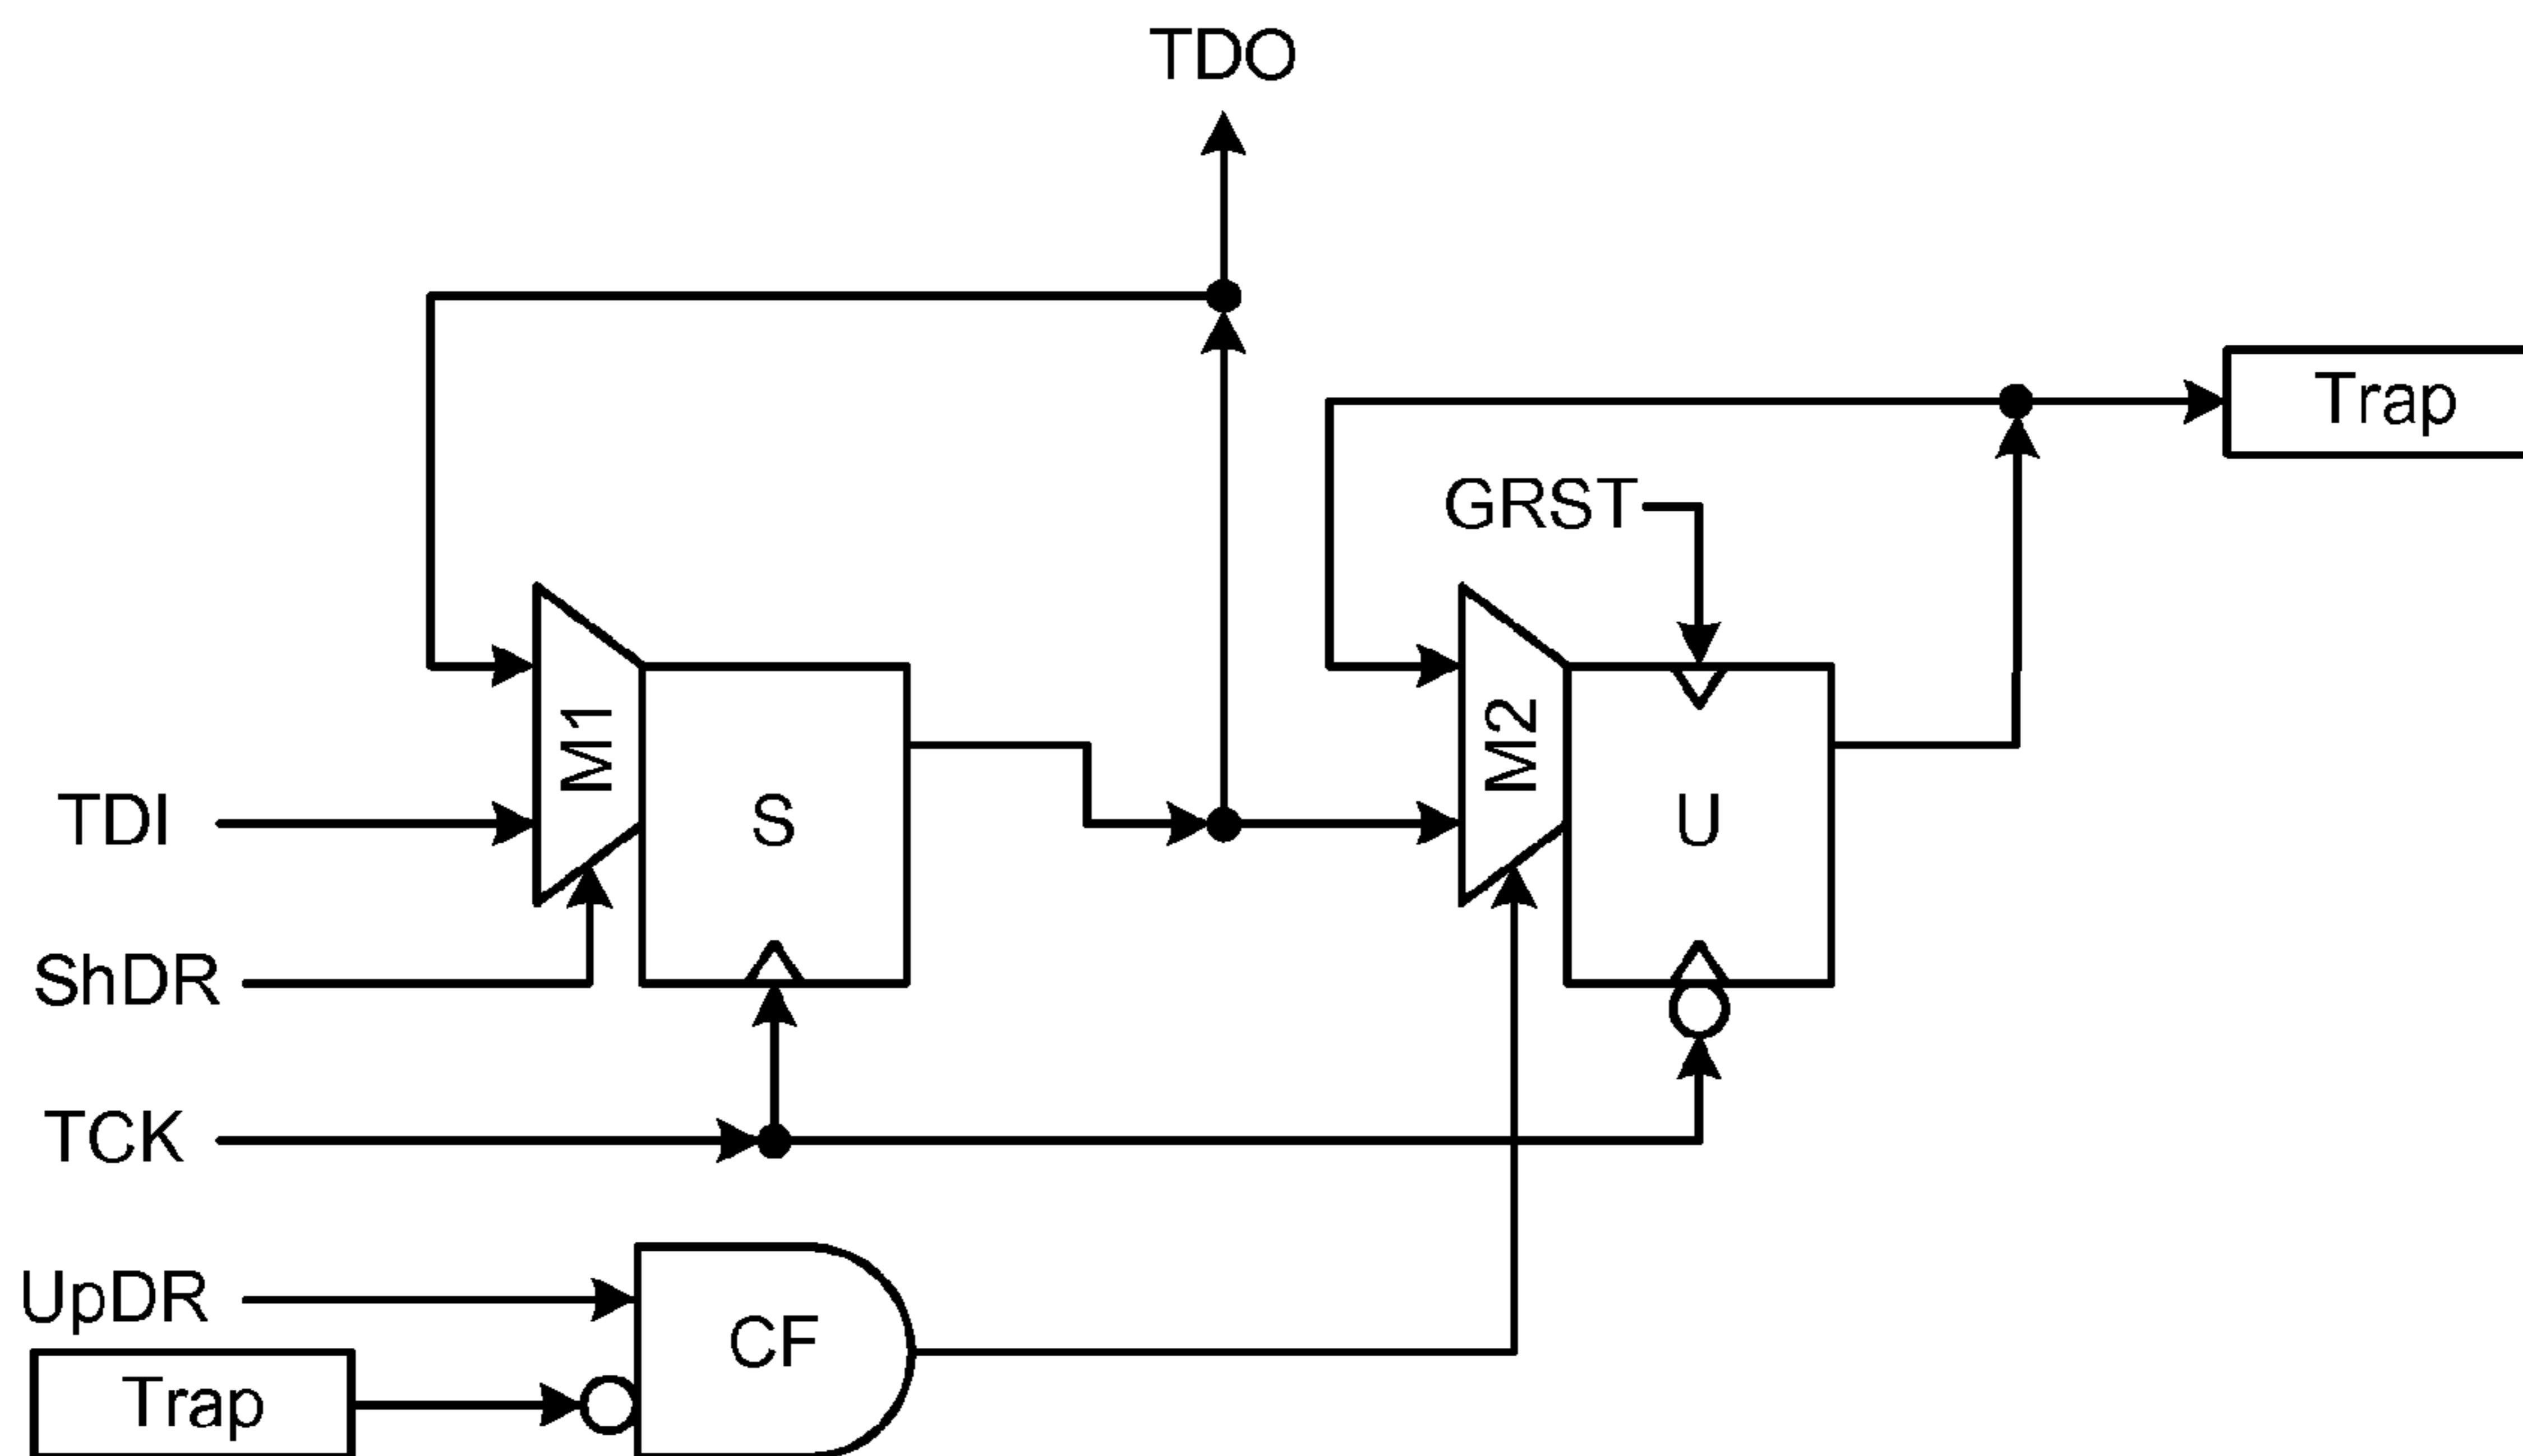 TDO
Trap
GRST
M1
M2
TDI
S
U
ShDR
TCK
UpDR
CF
Trap